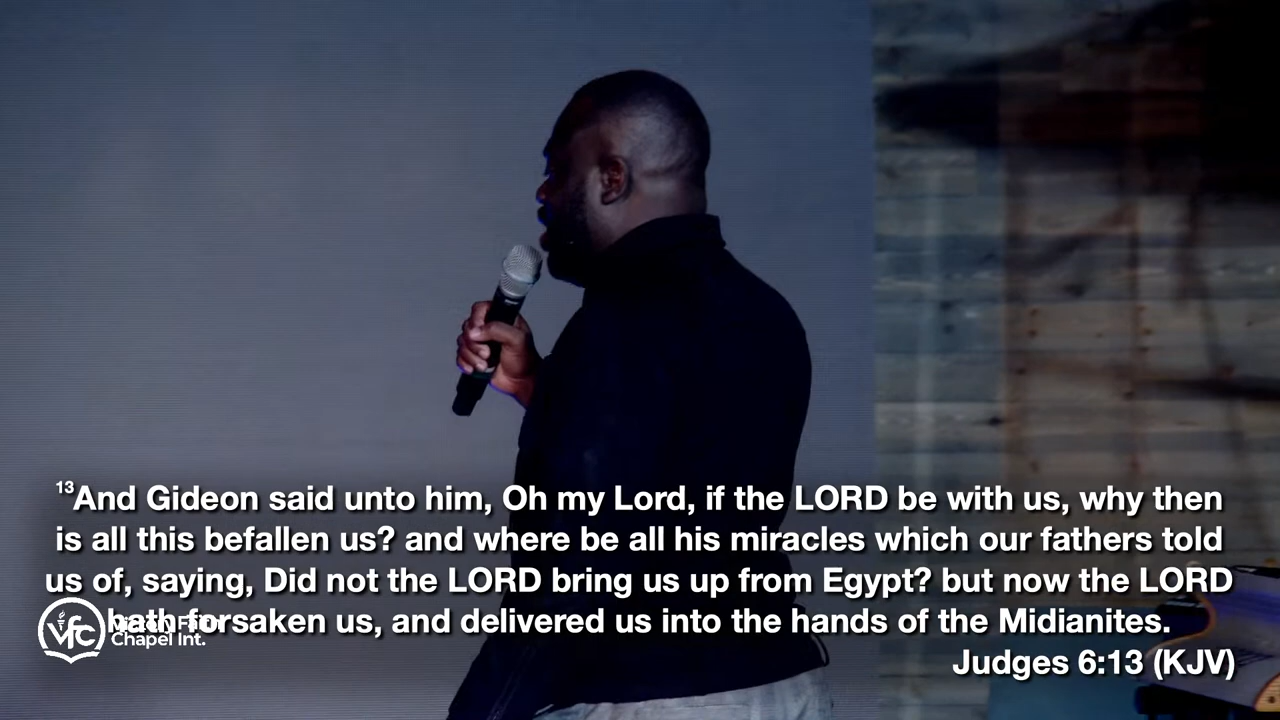 ¹³And Gideon said unto him, Oh my Lord, if the LORD be with us, why then
is all this befallen us? and where be all his miracles which our fathers told
us of, saying, Did not the LORD bring us up from Egypt? but now the LORD
hath forsaken us, and delivered us into the hands of the Midianites.
Judges 6:13 (KJV)
vfc
Chapel Int.